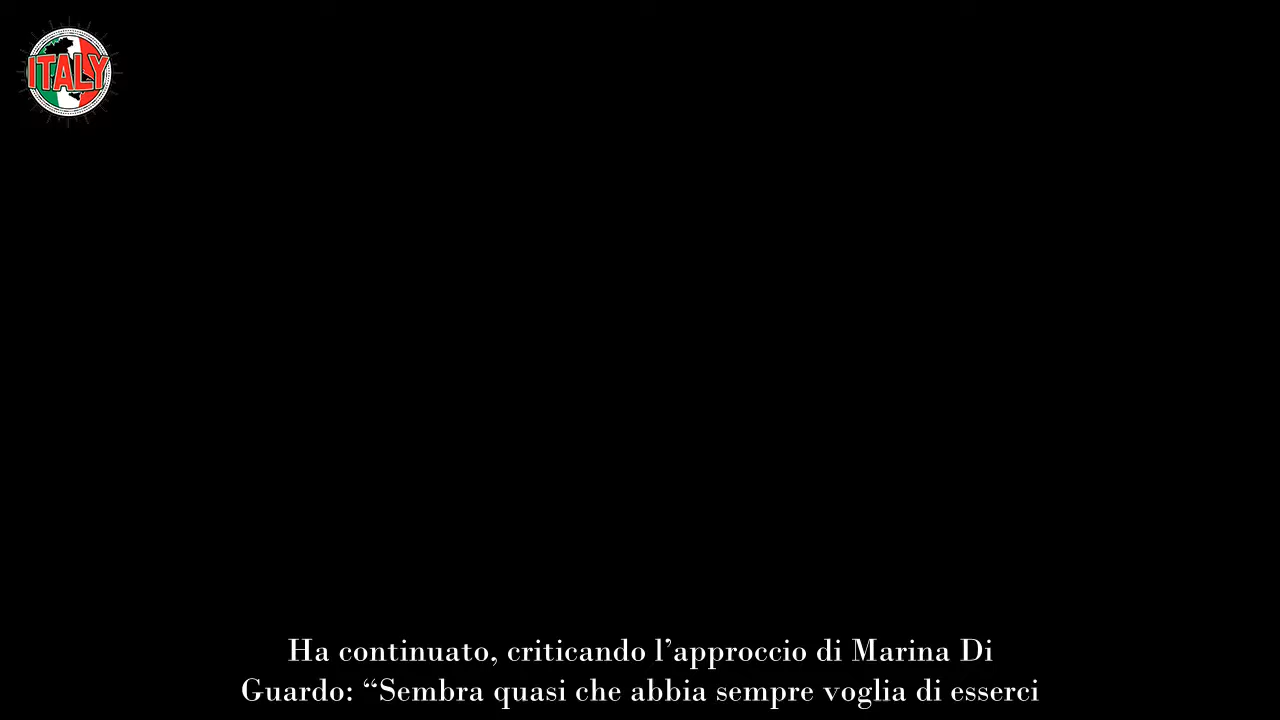 ITALY
Ha continuato, criticando l’approccio di Marina Di
Guardo: “Sembra quasi che abbia sempre voglia di esserci